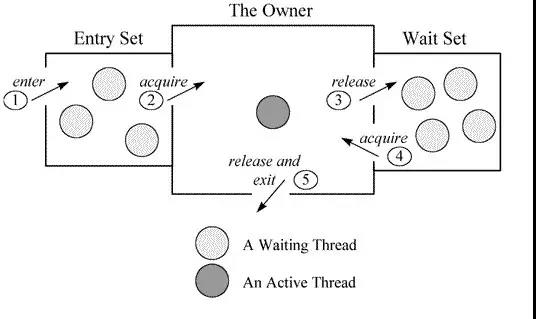 The Owner
Entry Set
Wait Set
enter
1
acquire
2
release
3
acquire
4
release and
exit
5
A Waiting Thread
An Active Thread